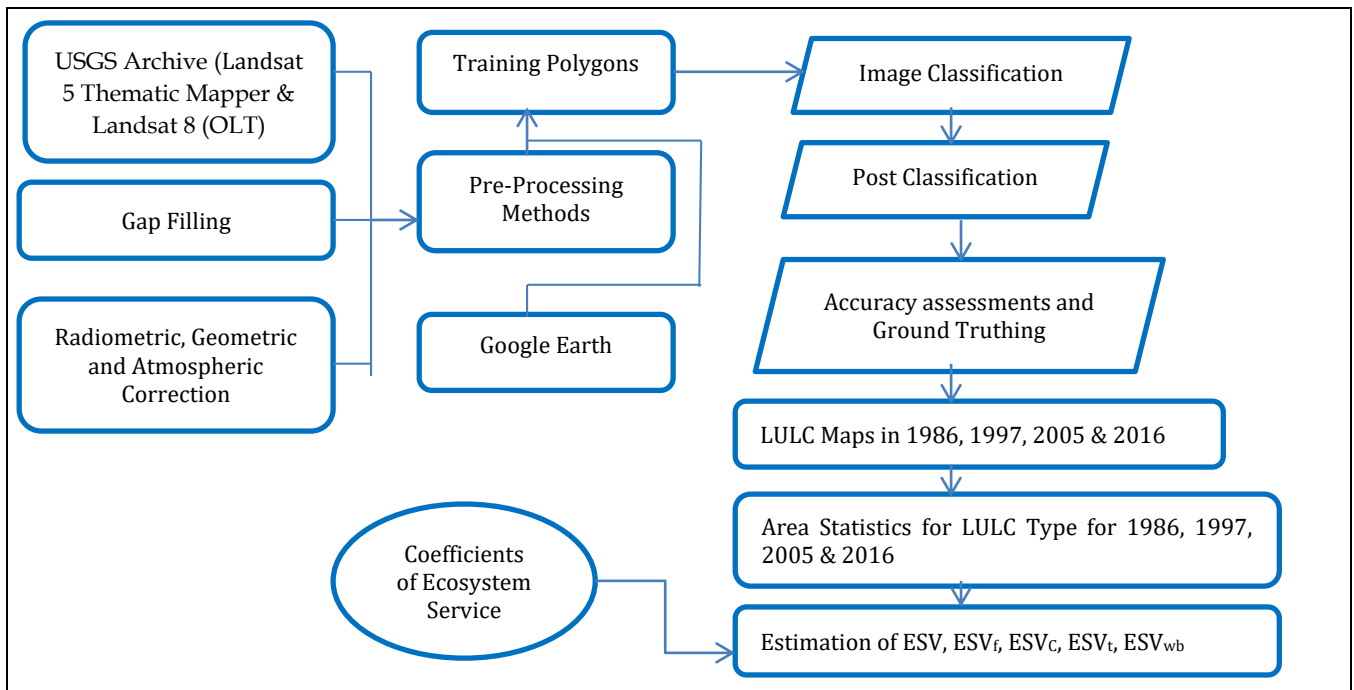 USGS Archive (Landsat
5 Thematic Mapper &
Landsat 8 (OLT)
Gap Filling
Radiometric, Geometric
and Atmospheric
Correction
Training Polygons
Pre-Processing
Methods
Google Earth
Image Classification
Post Classification
Accuracy assessments and
Ground Truthing
LULC Maps in 1986, 1997, 2005 & 2016
Area Statistics for LULC Type for 1986, 1997,
2005 & 2016
Coefficients
of Ecosystem
Service
Estimation of ESV, ESVf, ESVC, ESVt, ESVwb